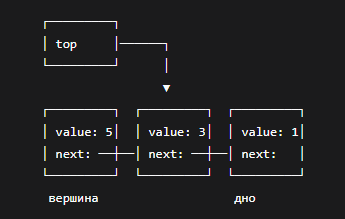 top
value: 5 value: 3 value: 1
next: next: next:
вершина дно